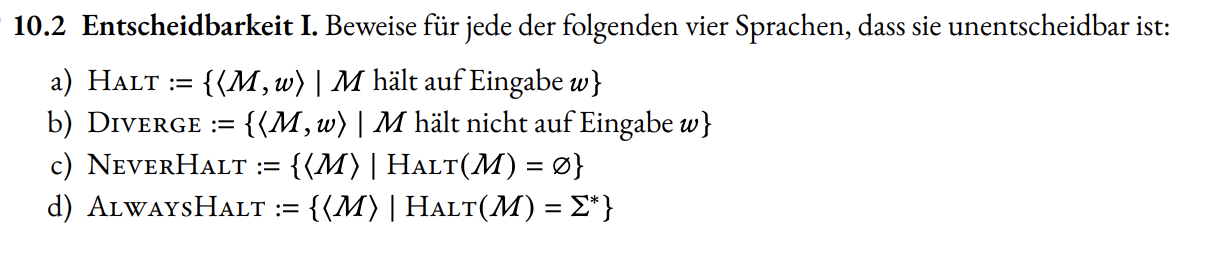 10.2 Entscheidbarkeit I. Beweise für jede der folgenden vier Sprachen, dass sie unentscheidbar ist:
a) HALT := {⟨M, w⟩ | M hält auf Eingabe w}
b) DIVERGE := {⟨M, w⟩ | M hält nicht auf Eingabe w}
c) NEVERHALT := {⟨M⟩ | HALT(M) = ∅}
d) ALWAYSHALT := {⟨M⟩ | HALT(M) = Σ*}